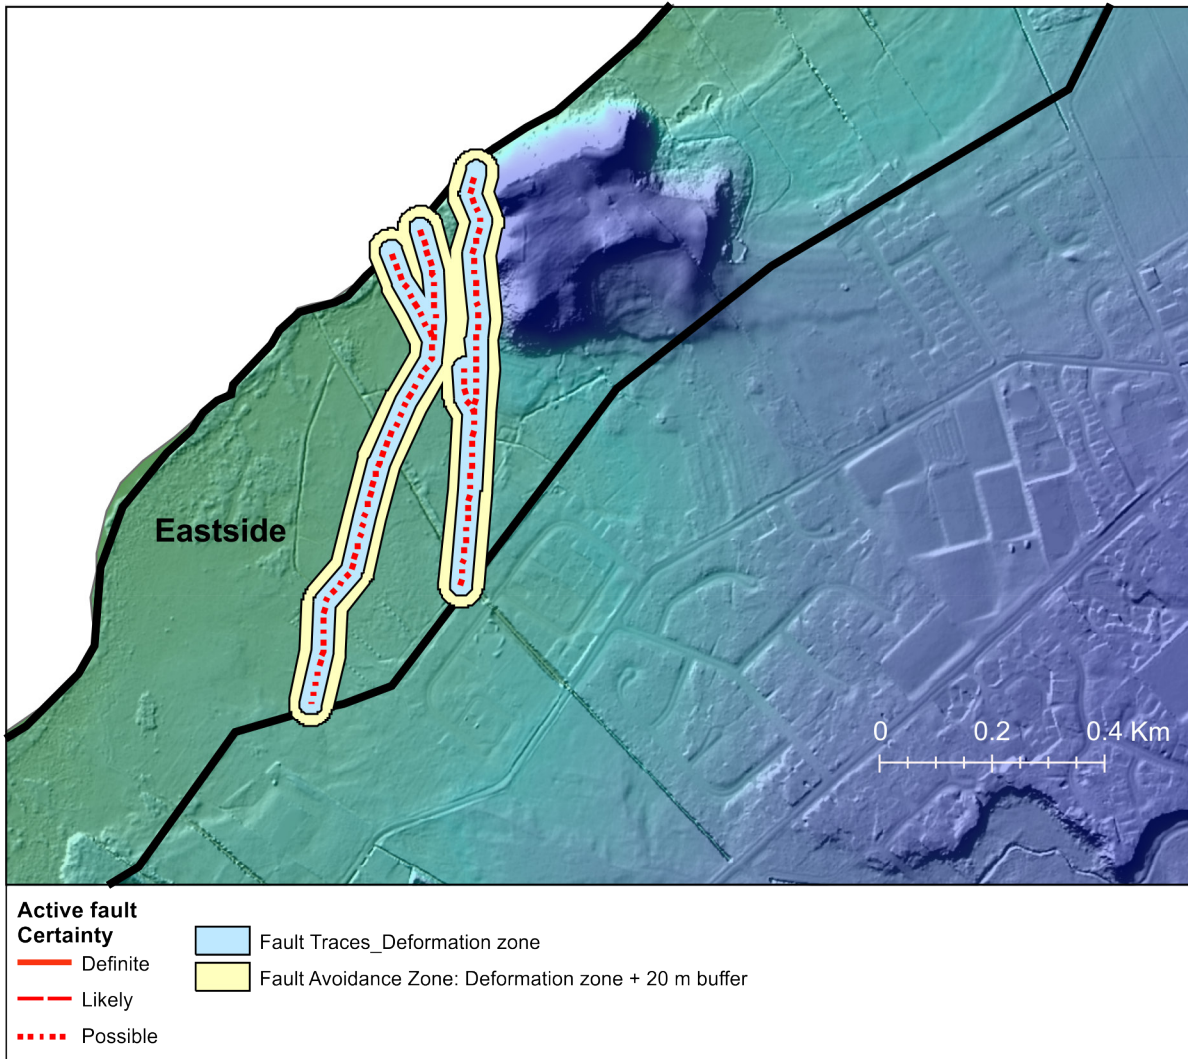 Eastside
0 0.2 0.4 Km
Active fault
Certainty
Definite
Likely
Possible
Fault Traces_Deformation zone
Fault Avoidance Zone: Deformation zone + 20 m buffer